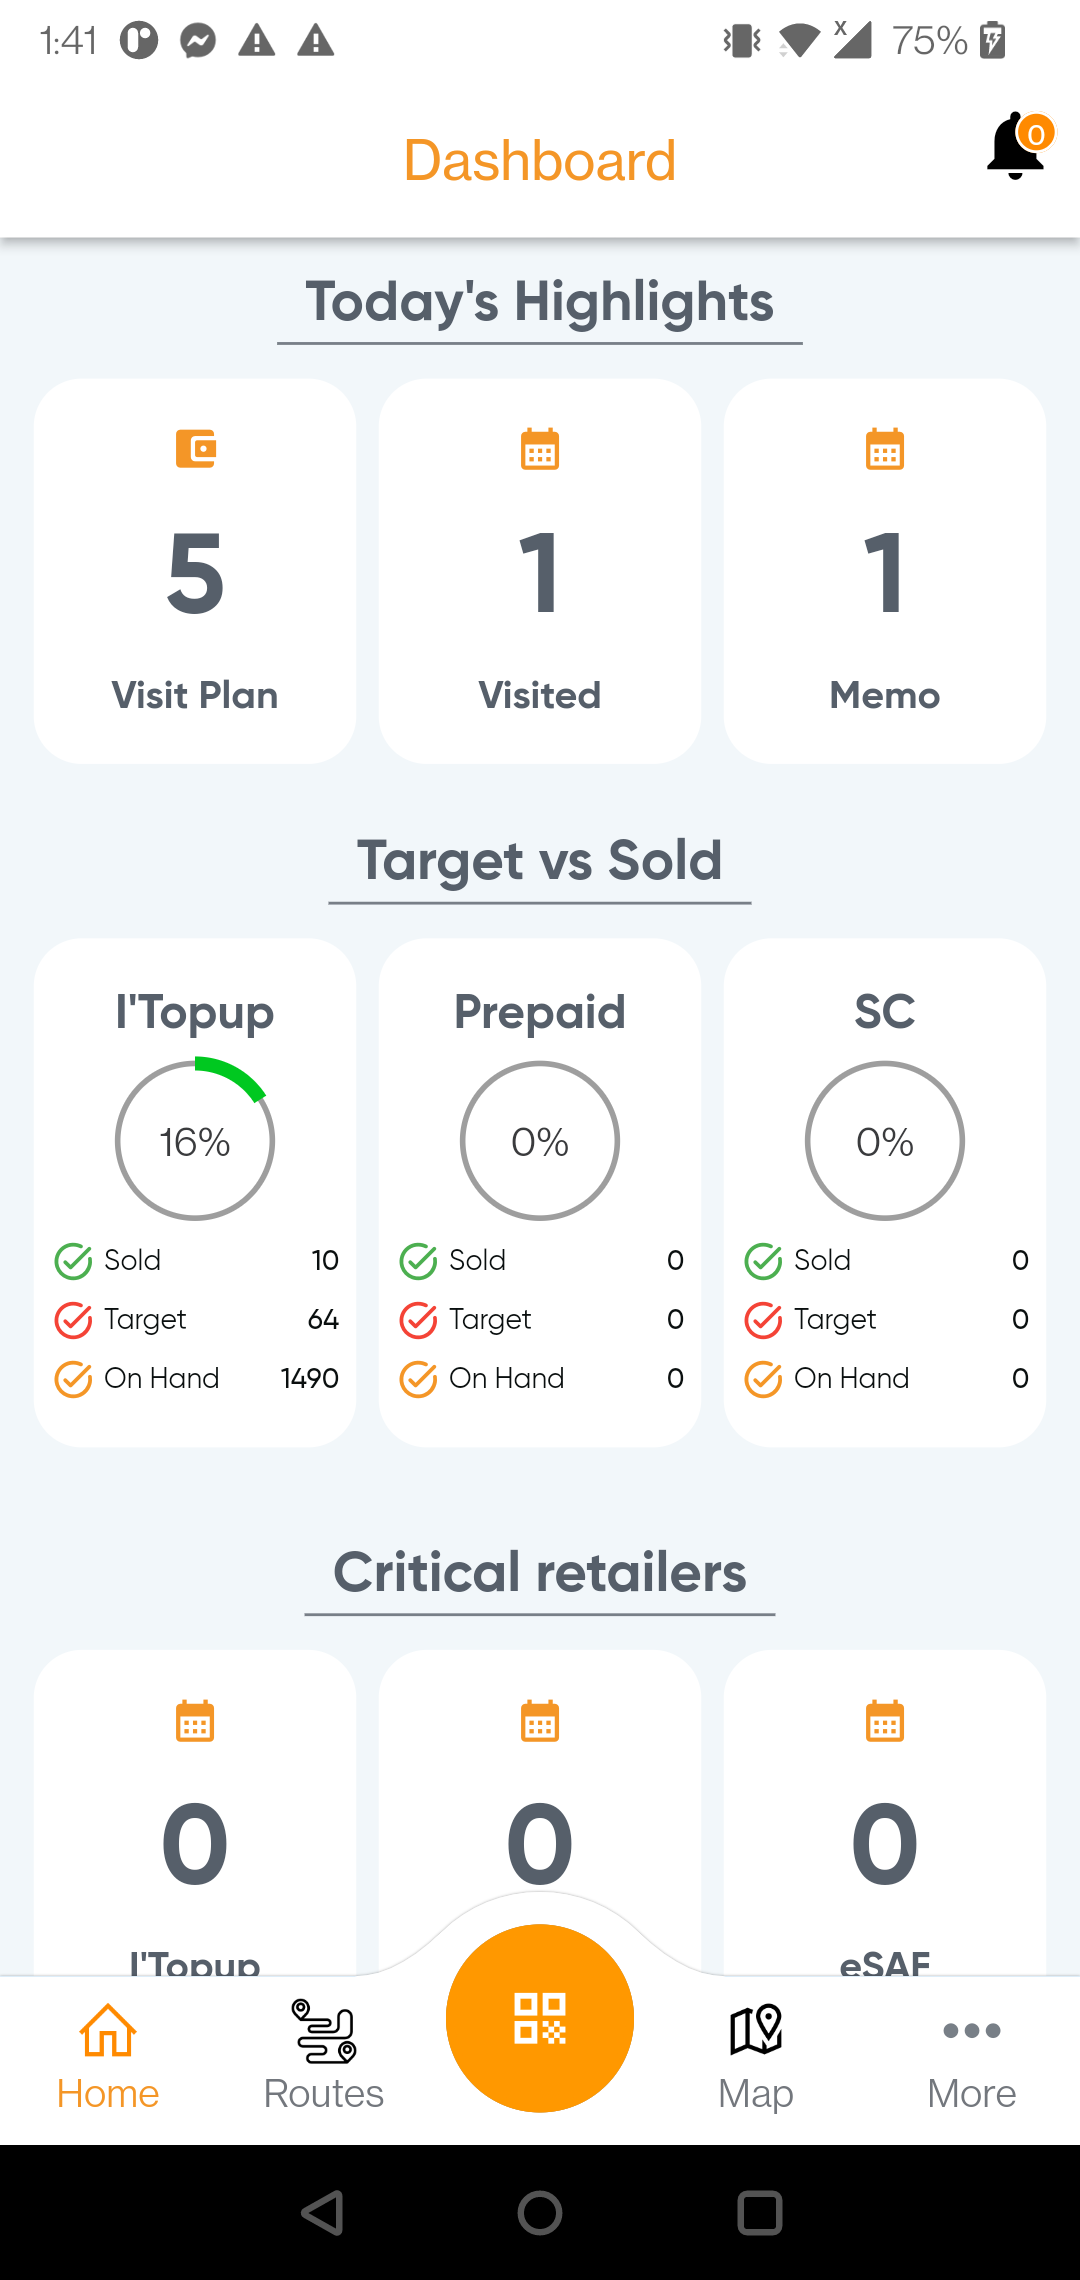 1:41 75%
Dashboard 0
Today's Highlights
5 1 1
Visit Plan Visited Memo
Target vs Sold
I'Topup Prepaid SC
16% 0% 0%
Sold 10 Sold 0 Sold 0
Target 64 Target 0 Target 0
On Hand 1490 On Hand 0 On Hand 0
Critical retailers
0 0 0
I'Topup eSAF
Home Routes Map More